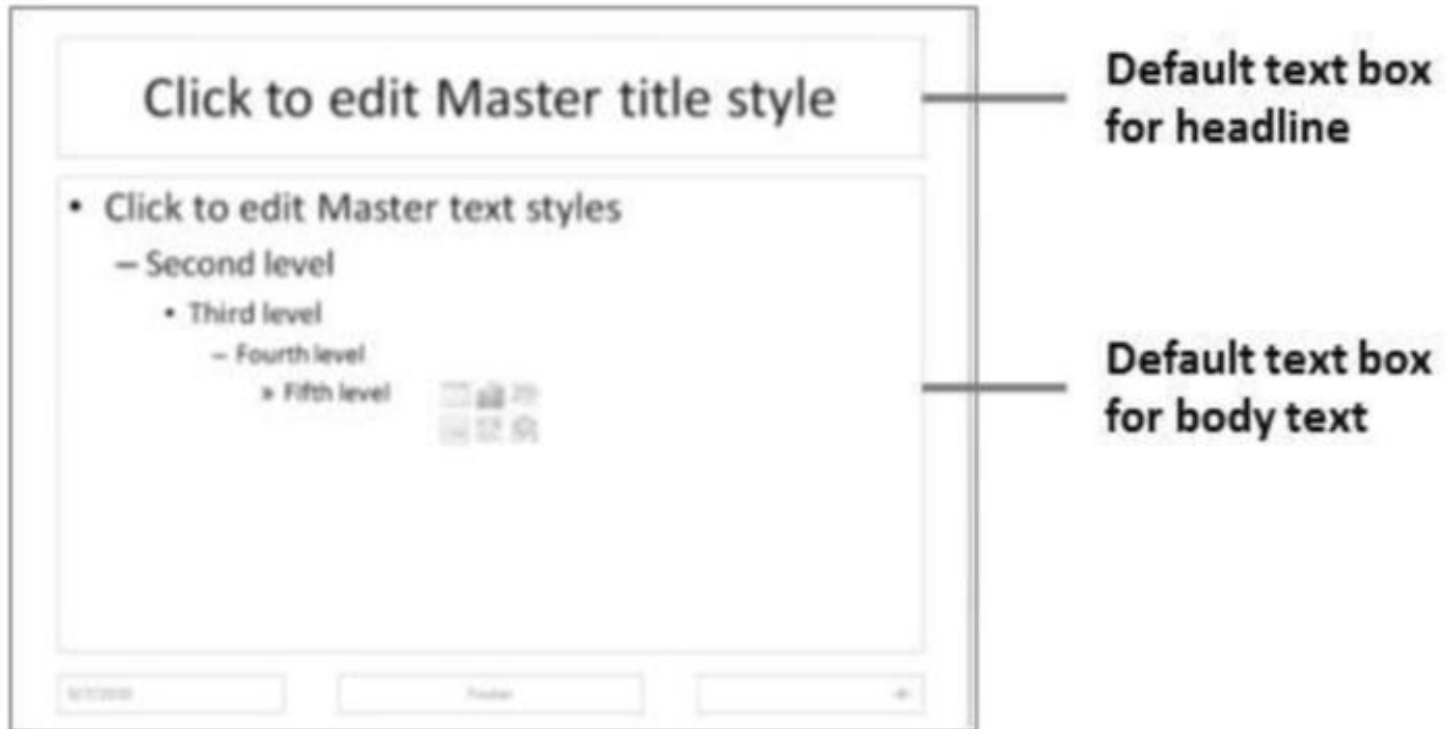 Click to edit Master title style
Default text box
for headline
• Click to edit Master text styles
– Second level
• Third level
– Fourth level
» Fifth level
Default text box
for body text
Footer